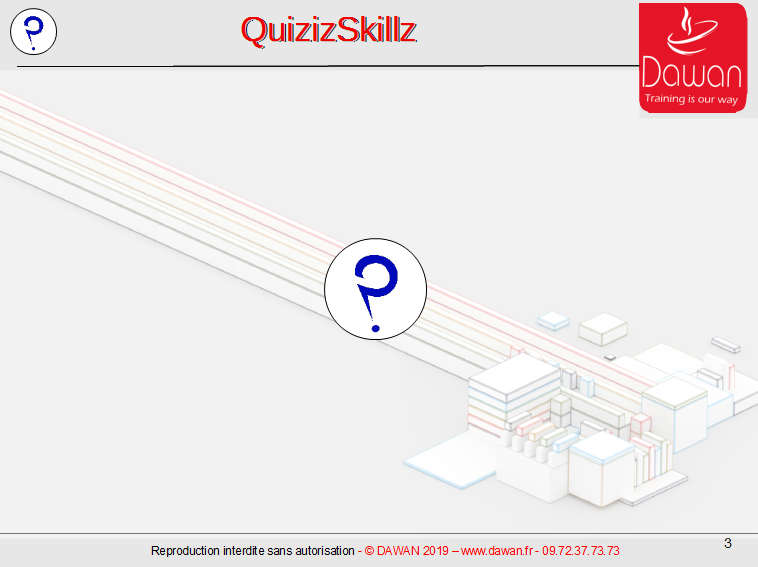 QuizizSkillz
Dawan
Training is our way
Reproduction interdite sans autorisation - © DAWAN 2019 – www.dawan.fr - 09.72.37.73.73
3